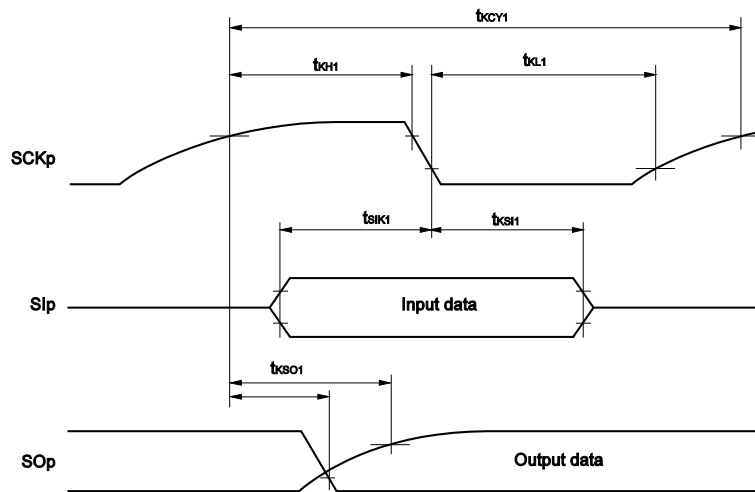 tKCY1
tKH1
tKL1
SCKp
tSIK1
tKSI1
SIp
Input data
tKSO1
SOp
Output data